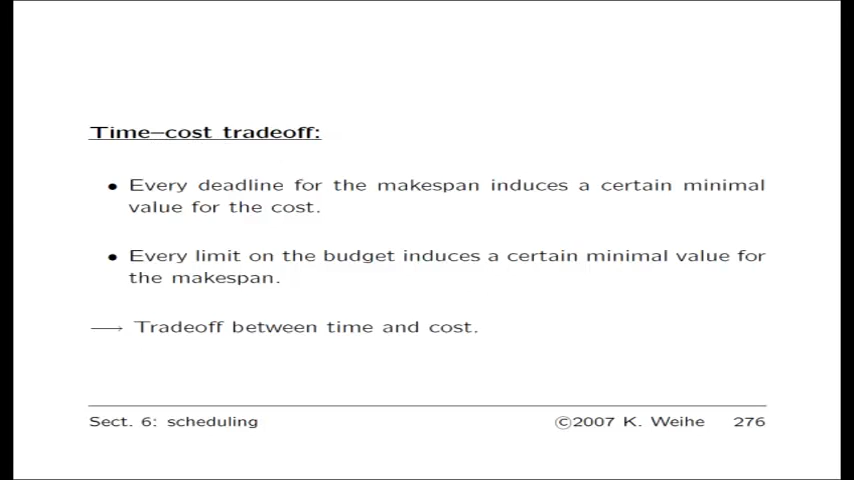 Time–cost tradeoff:
• Every deadline for the makespan induces a certain minimal
value for the cost.
• Every limit on the budget induces a certain minimal value for
the makespan.
⟶ Tradeoff between time and cost.
Sect. 6: scheduling ©2007 K. Weihe 276